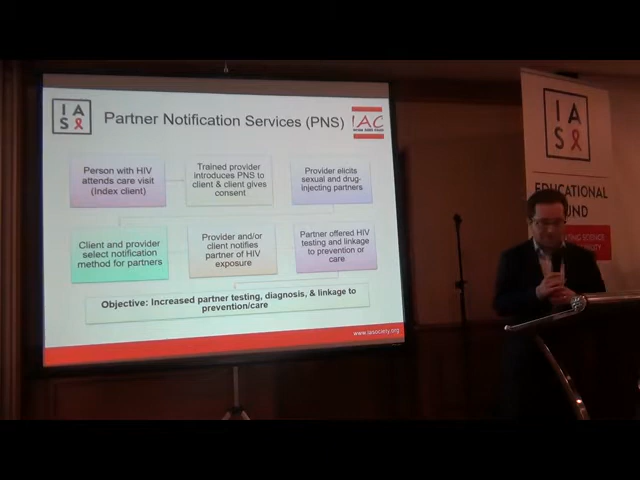 IAS
Partner Notification Services (PNS)
IAC
Person with HIV
attends care visit
(Index client)
Trained provider
introduces PNS to
client & client gives
consent
Provider elicits
sexual and drug-
injecting partners
Client and provider
select notification
method for partners
Provider and/or
client notifies
partner of HIV
exposure
Partner offered HIV
testing and linkage
to prevention or
care
Objective: Increased partner testing, diagnosis, & linkage to
prevention/care
www.iasociety.org
IAS
EDUCATIONAL
FUND